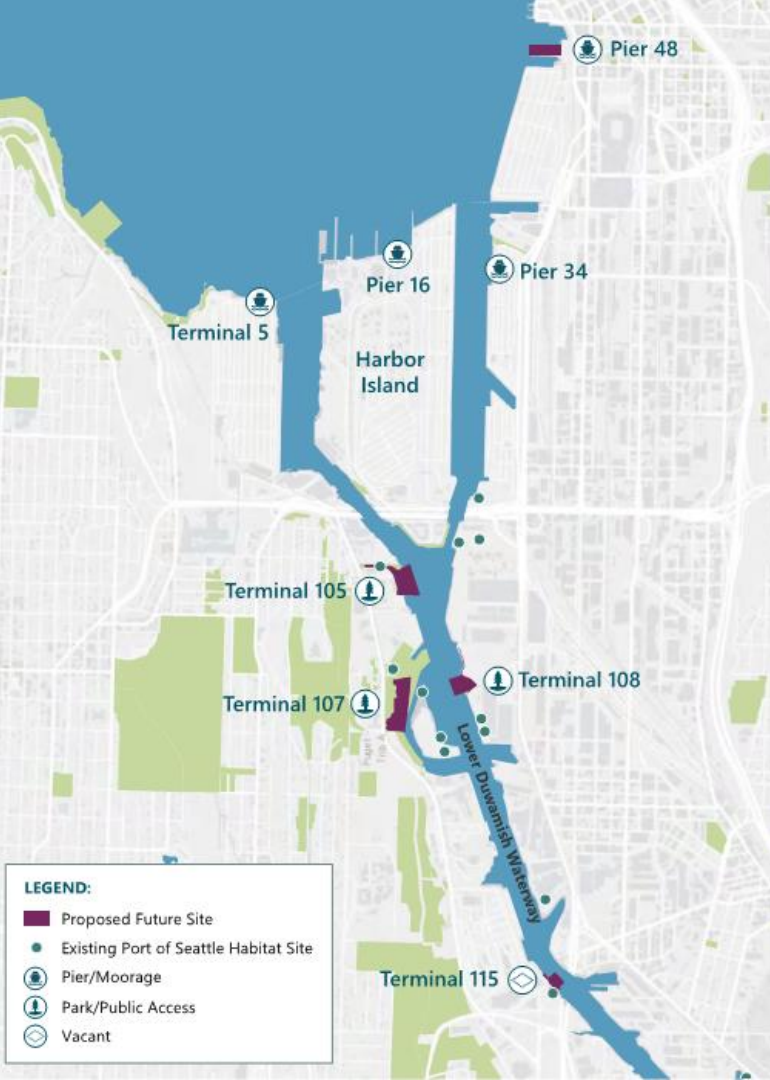 Pier 48
Pier 34
Pier 16
Terminal 5
Harbor
Island
Terminal 105
Terminal 108
Terminal 107
Lower Duwamish Waterway
Terminal 115
LEGEND:
Proposed Future Site
Existing Port of Seattle Habitat Site
Pier/Moorage
Park/Public Access
Vacant